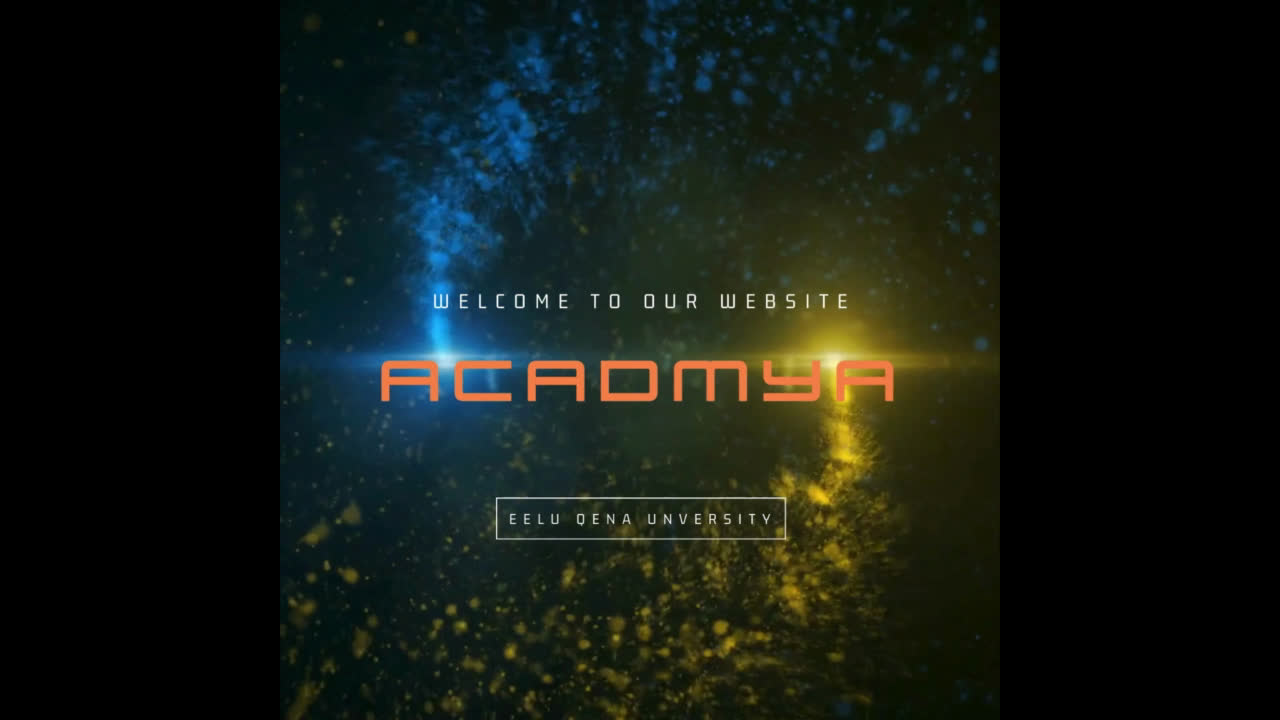 WELCOME TO OUR WEBSITE
ACADMYA
EELU QENA UNVERSITY